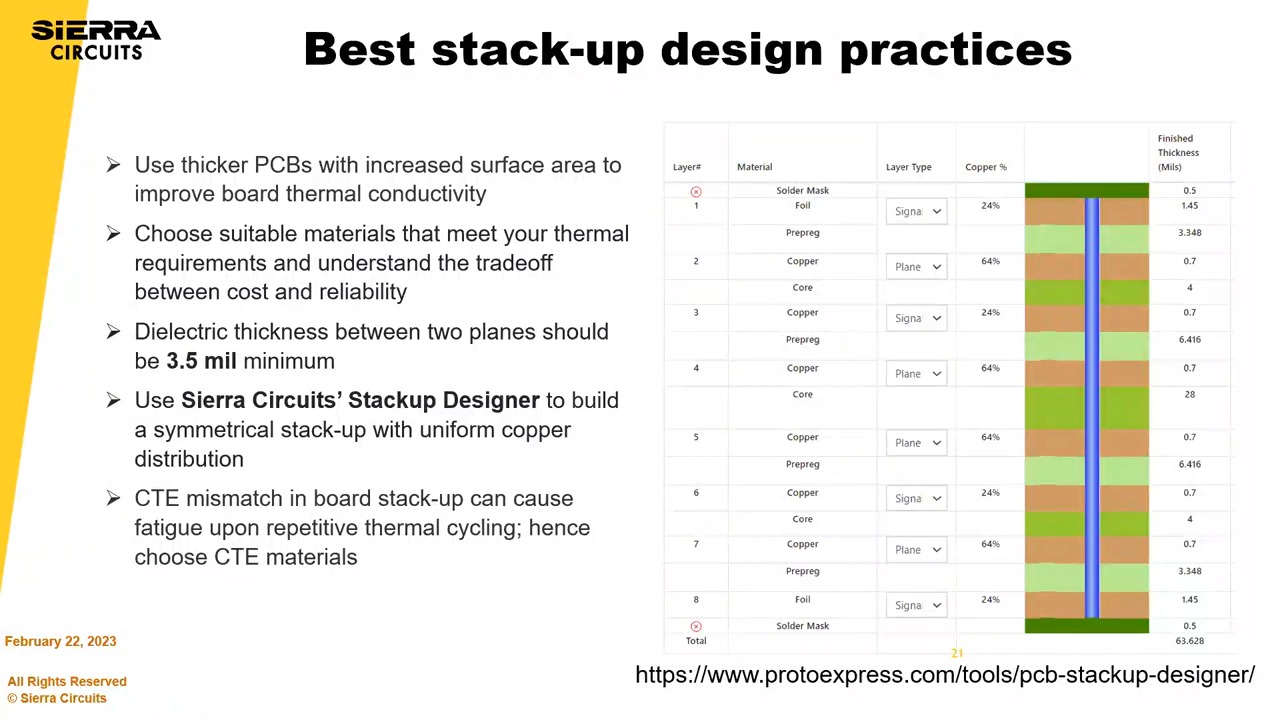 SIERRA
CIRCUITS
Best stack-up design practices
➢ Use thicker PCBs with increased surface area to
improve board thermal conductivity
➢ Choose suitable materials that meet your thermal
requirements and understand the tradeoff
between cost and reliability
➢ Dielectric thickness between two planes should
be 3.5 mil minimum
➢ Use Sierra Circuits’ Stackup Designer to build
a symmetrical stack-up with uniform copper
distribution
➢ CTE mismatch in board stack-up can cause
fatigue upon repetitive thermal cycling; hence
choose CTE materials
Finished
Thickness
(Mils)
Layer# Material Layer Type Copper %
Solder Mask 0.5
1 Foil Signa 24% 1.45
Prepreg 3.348
2 Copper Plane 64% 0.7
Core 4
3 Copper Signa 24% 0.7
Prepreg 6.416
4 Copper Plane 64% 0.7
Core 28
5 Copper Plane 64% 0.7
Prepreg 6.416
6 Copper Signa 24% 0.7
Core 4
7 Copper Plane 64% 0.7
Prepreg 3.348
8 Foil Signa 24% 1.45
Solder Mask 0.5
Total 63.628
21
https://www.protoexpress.com/tools/pcb-stackup-designer/
February 22, 2023
All Rights Reserved
© Sierra Circuits